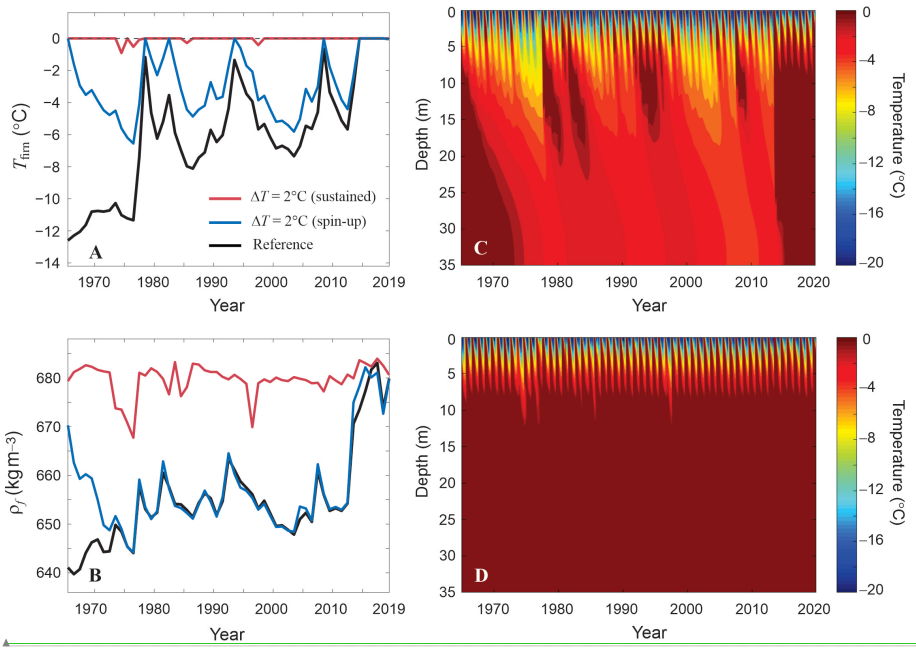 0
−2
−4
−6
−8
−10
−12
−14
T_firn (°C)
ΔT = 2°C (sustained)
ΔT = 2°C (spin-up)
Reference
A
1970 1980 1990 2000 2010 2019
Year
0
5
10
15
20
25
30
35
Depth (m)
C
1970 1980 1990 2000 2010 2020
Year
0
−4
−8
−12
−16
−20
Temperature (°C)
680
670
660
650
640
ρ_f (kg m−3)
B
1970 1980 1990 2000 2010 2019
Year
0
5
10
15
20
25
30
35
Depth (m)
D
1970 1980 1990 2000 2010 2020
Year
0
−4
−8
−12
−16
−20
Temperature (°C)